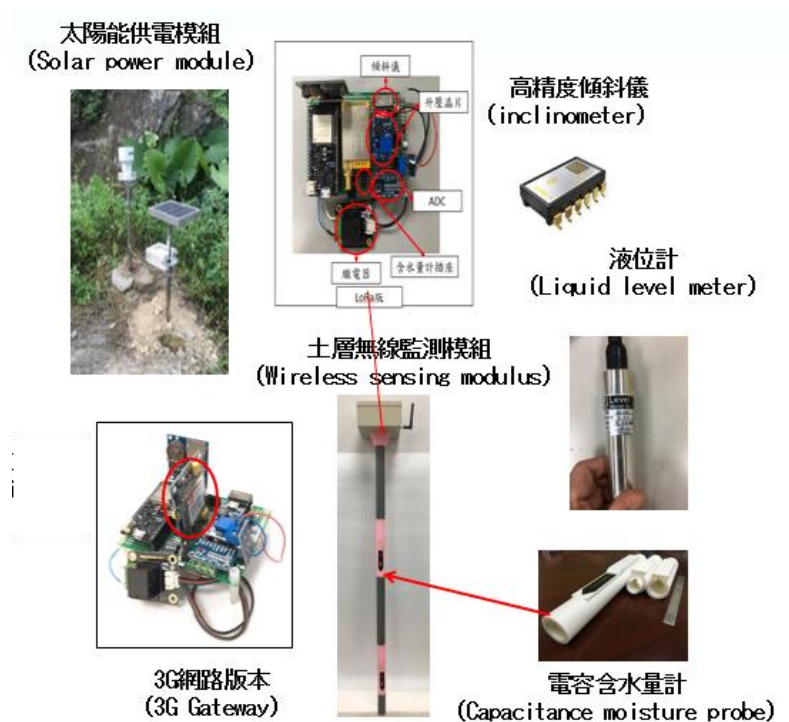 太陽能供電模組
(Solar power module)
傾斜儀
升壓晶片
ADC
繼電器
含水量計插座
LoRa版
高精度傾斜儀
(inclinometer)
液位計
(Liquid level meter)
土層無線監測模組
(Wireless sensing modulus)
Level
3G網路版本
(3G Gateway)
電容含水量計
(Capacitance moisture probe)